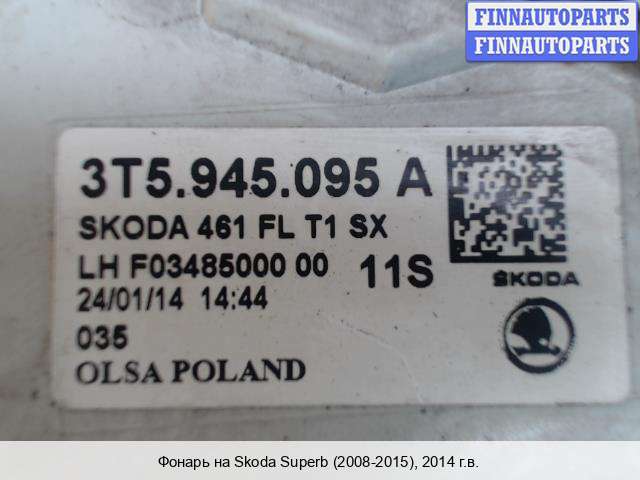 FINNAUTOPARTS
FINNAUTOPARTS
3T5.945.095 A
SKODA 461 FL T1 SX
LH F03485000 00 11S
ŠKODA
24/01/14 14:44
035
OLSA POLAND
Фонарь на Skoda Superb (2008-2015), 2014 г.в.